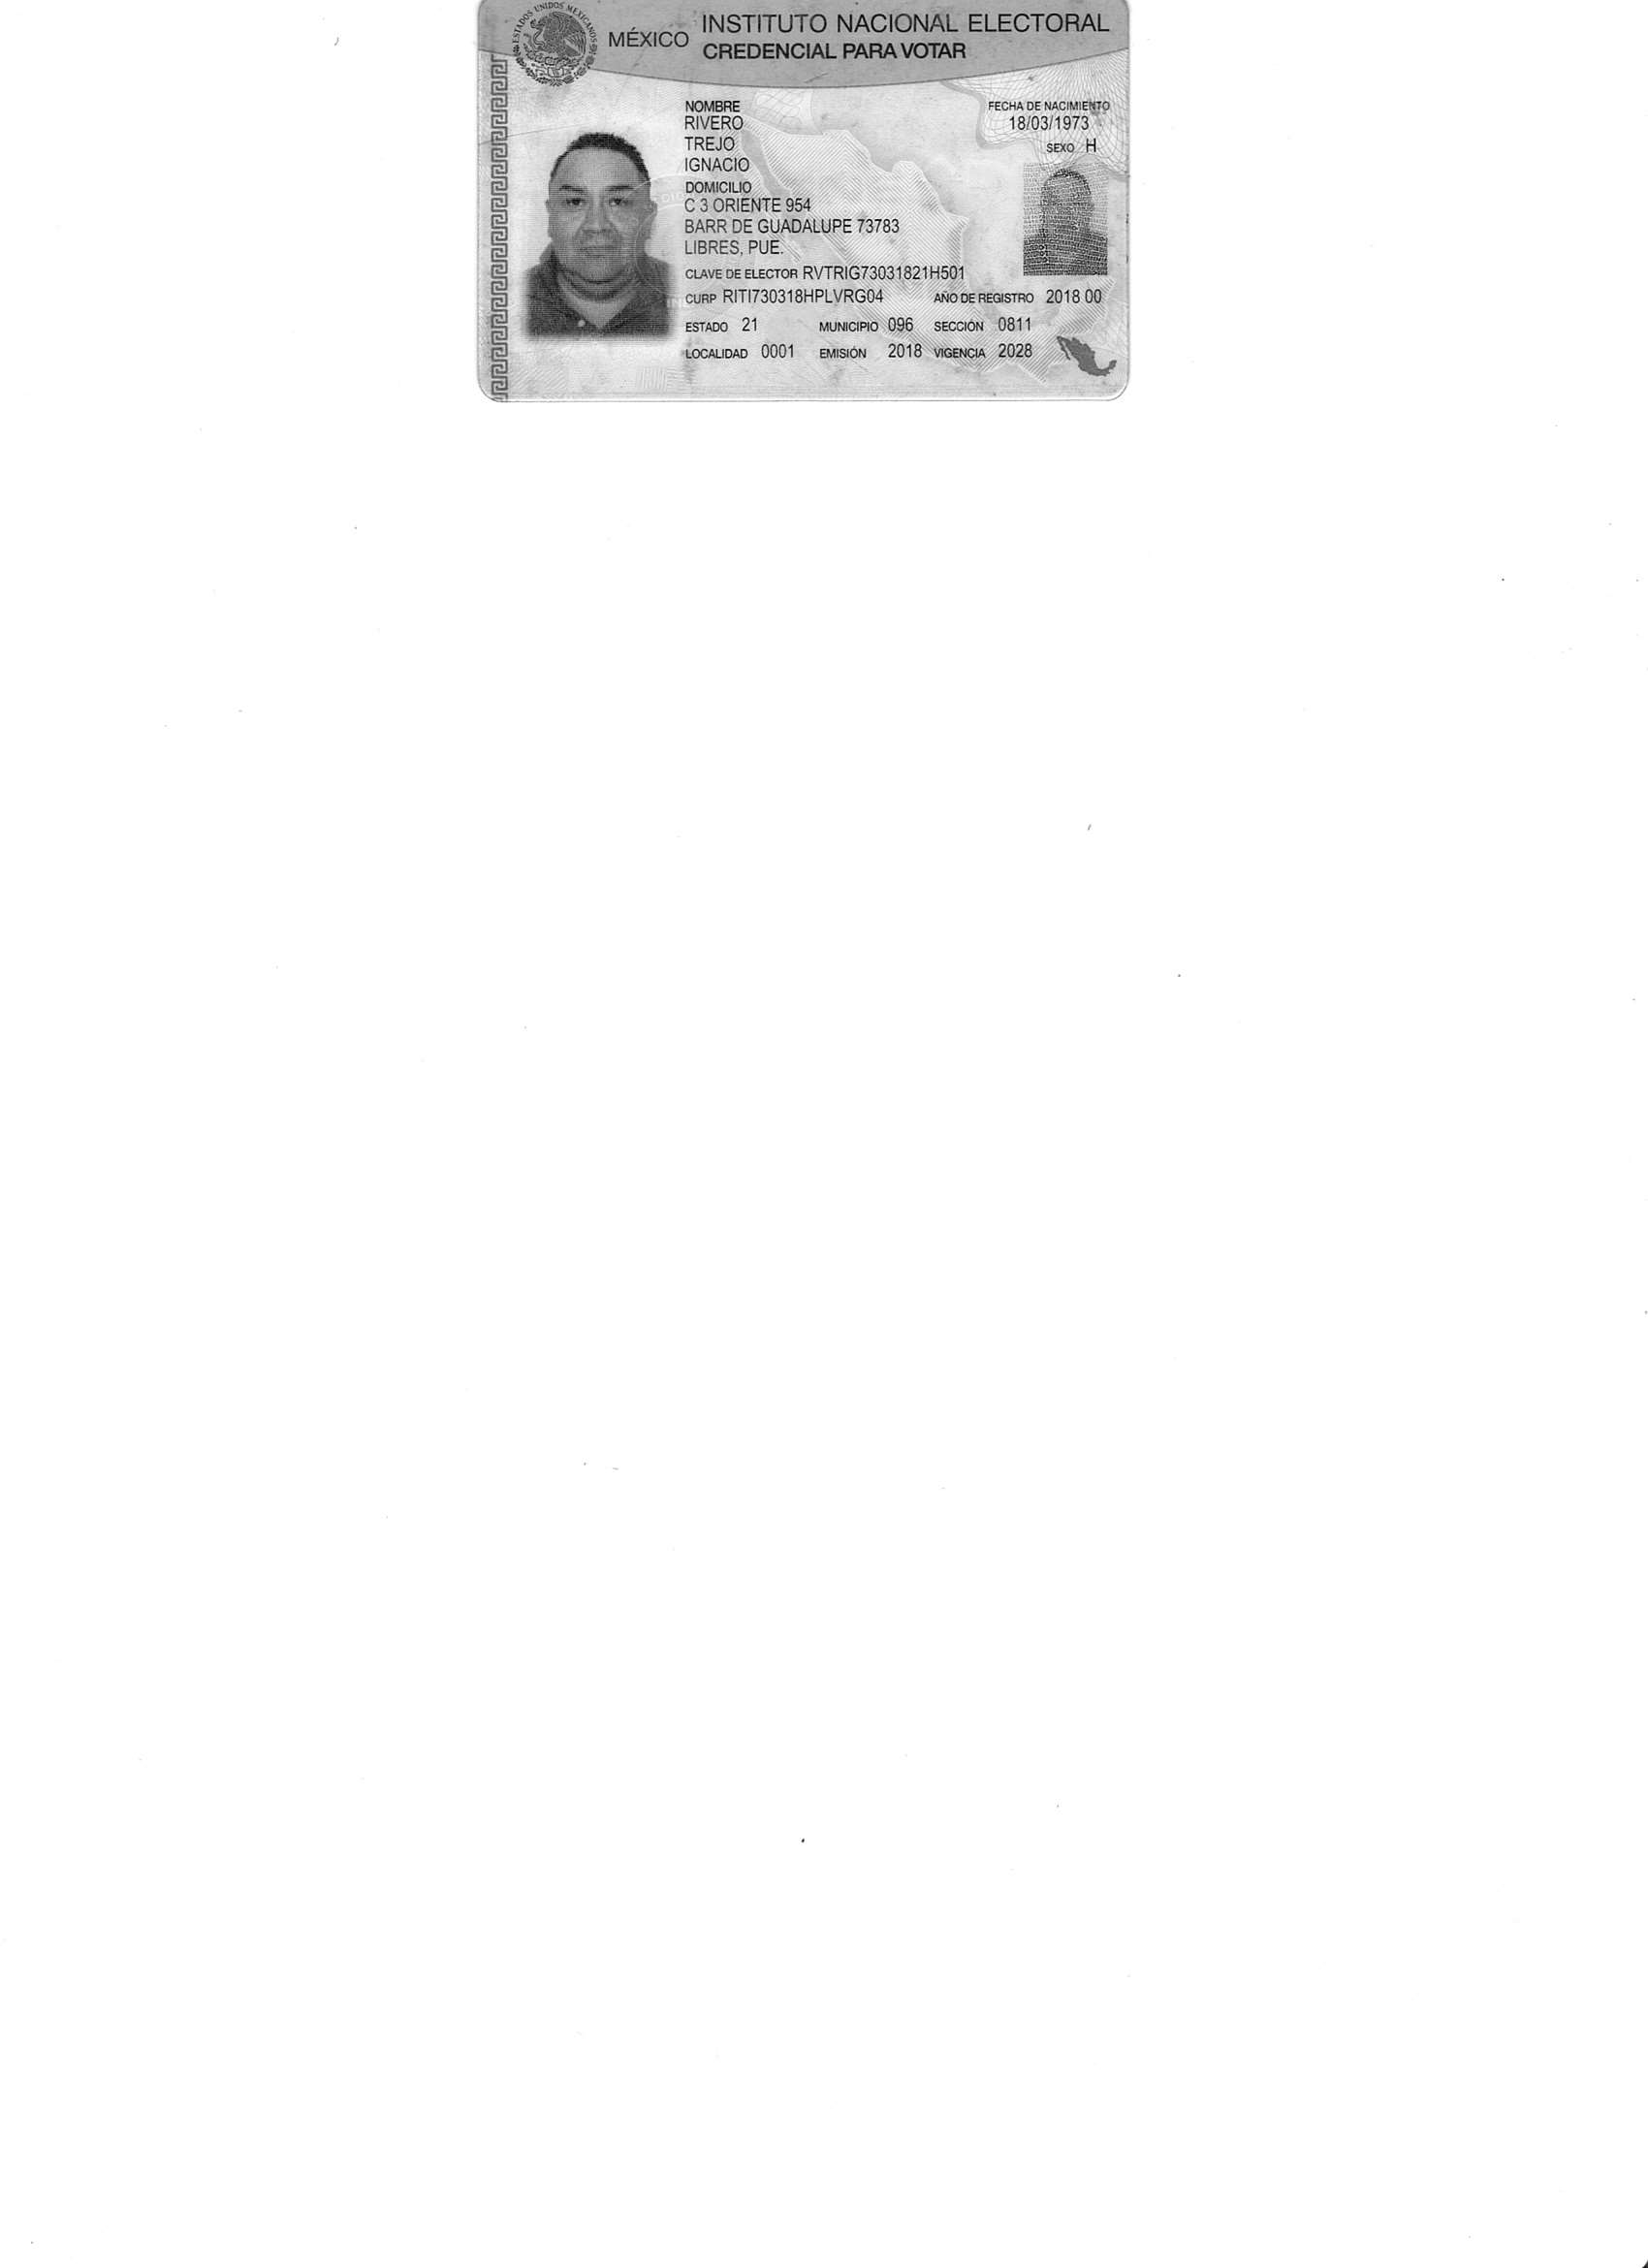 ESTADOS UNIDOS MEXICANOS
MÉXICO
INSTITUTO NACIONAL ELECTORAL
CREDENCIAL PARA VOTAR
NOMBRE
RIVERO
TREJO
IGNACIO
FECHA DE NACIMIENTO
18/03/1973
SEXO H
DOMICILIO
C 3 ORIENTE 954
BARR DE GUADALUPE 73783
LIBRES, PUE.
CLAVE DE ELECTOR RVTRIG73031821H501
CURP RITI730318HPLVRG04 AÑO DE REGISTRO 2018 00
ESTADO 21 MUNICIPIO 096 SECCIÓN 0811
LOCALIDAD 0001 EMISIÓN 2018 VIGENCIA 2028